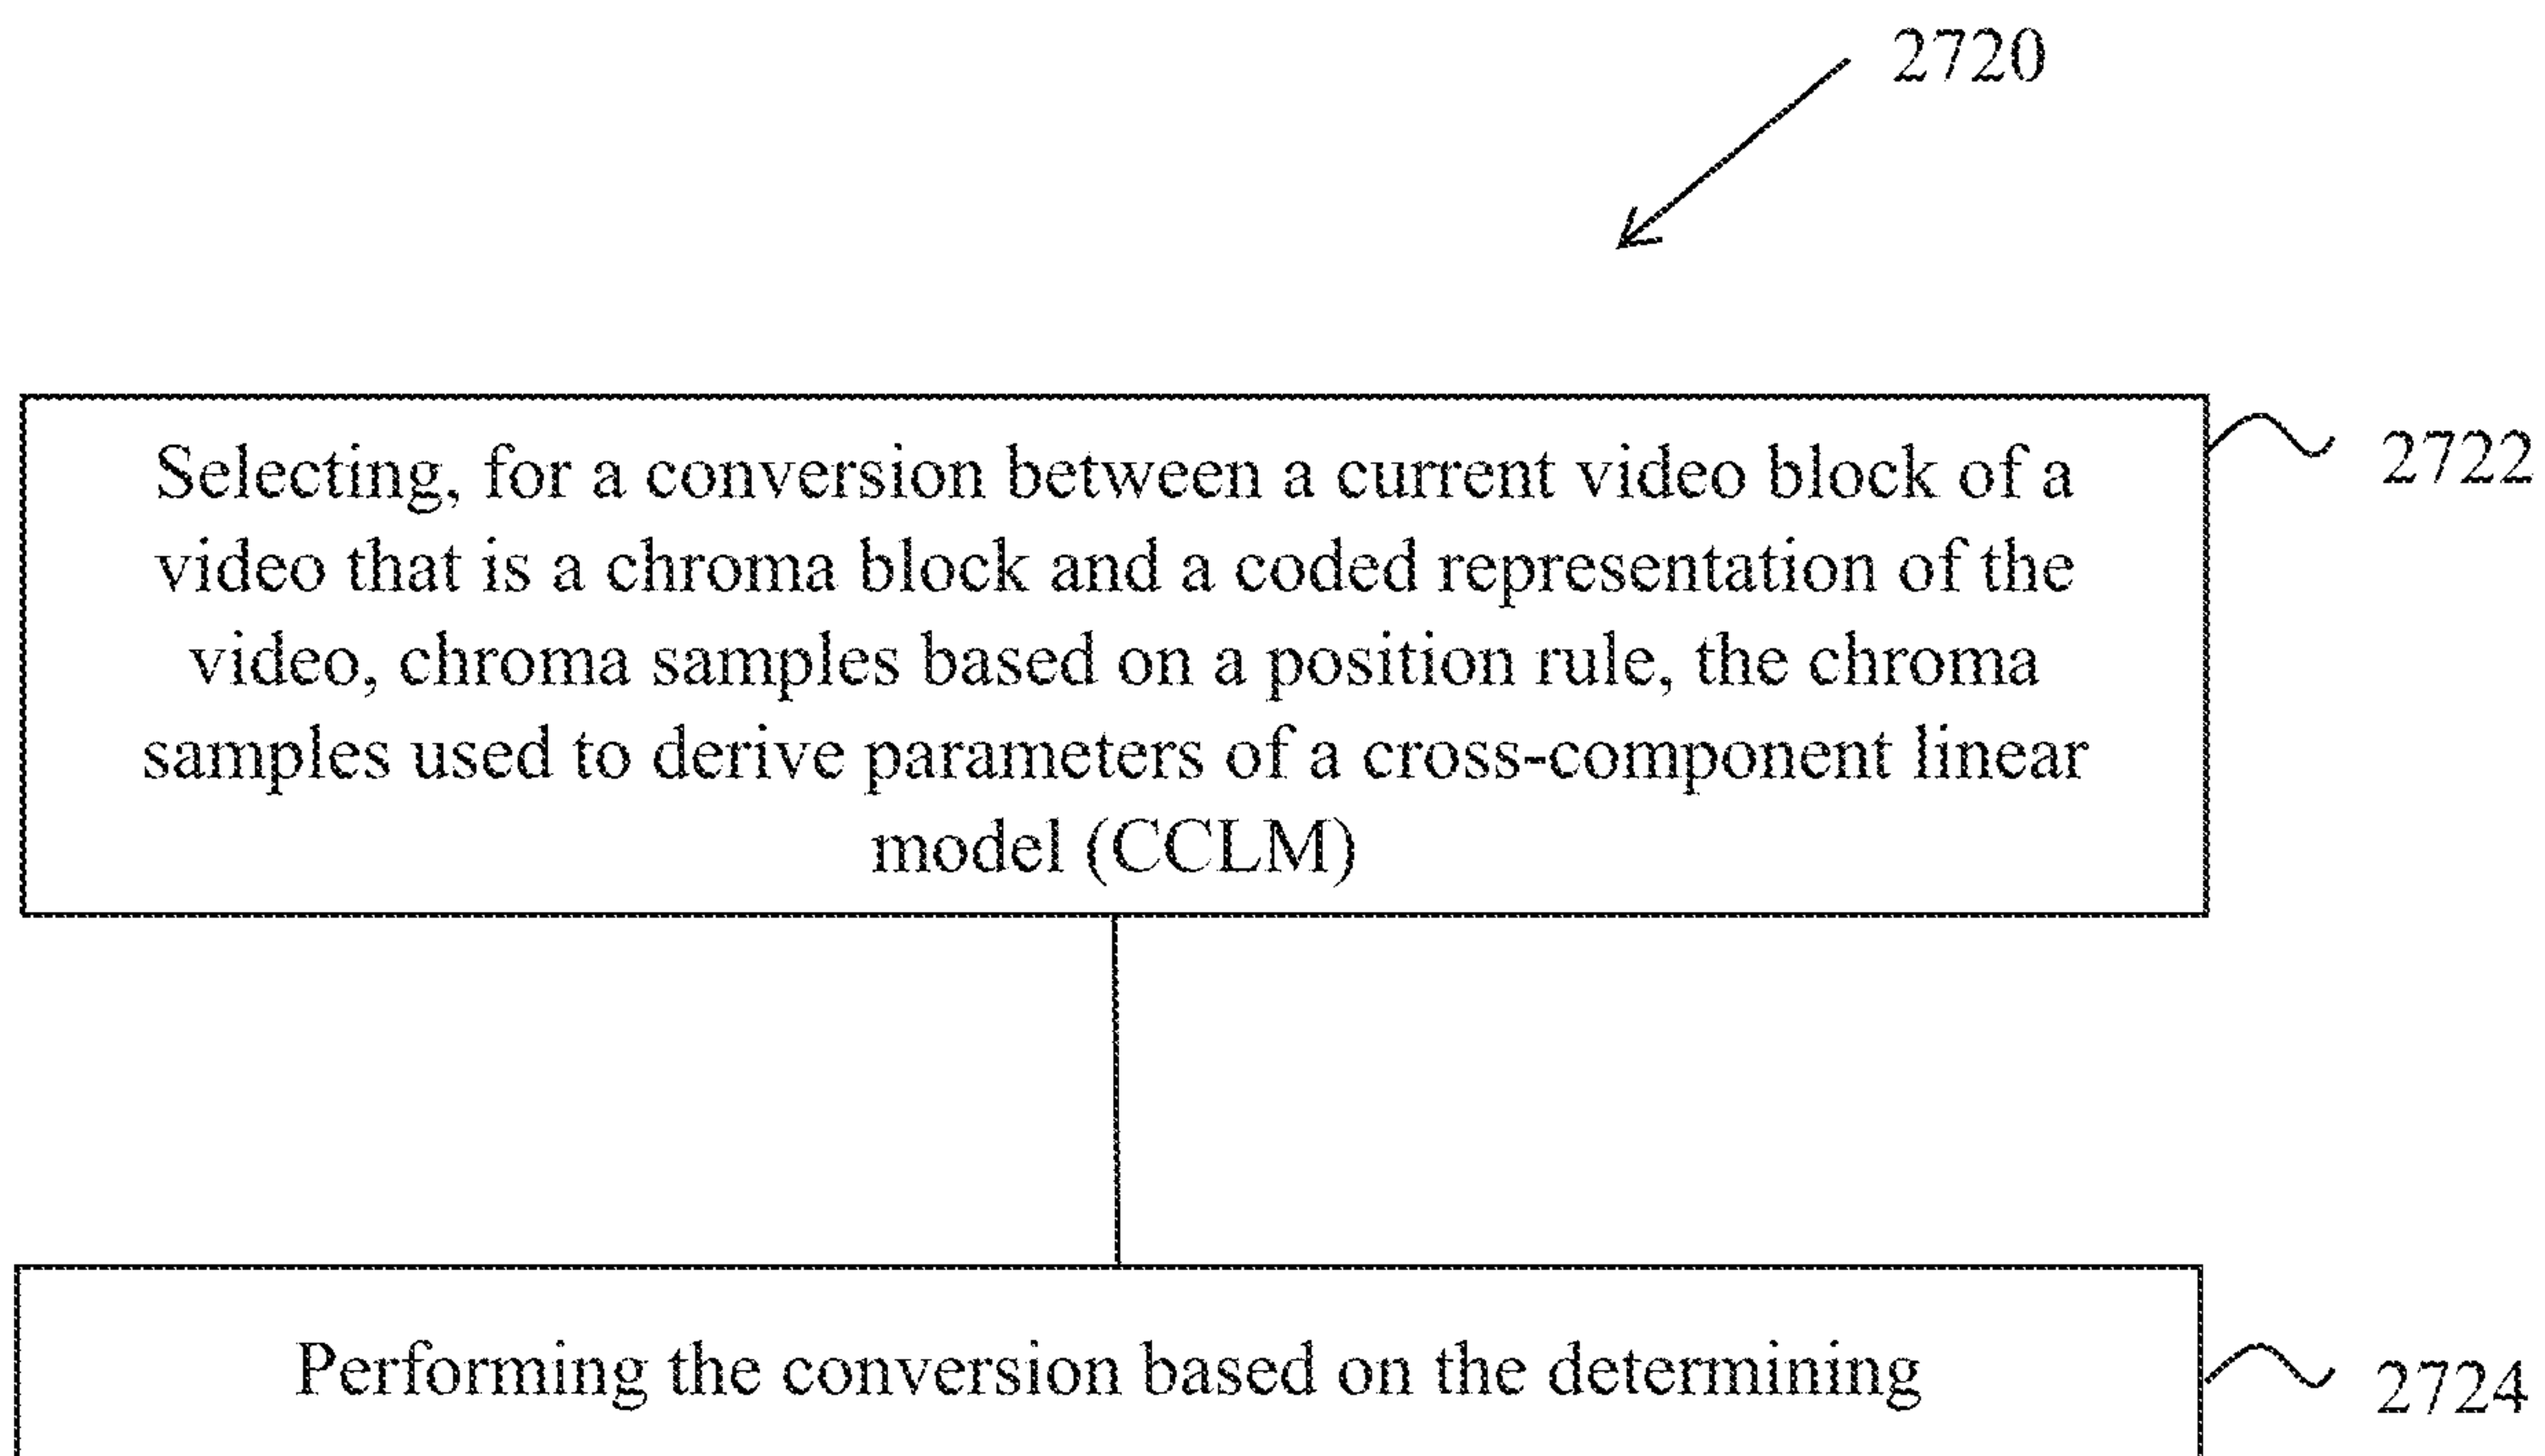 2720
Selecting, for a conversion between a current video block of a
video that is a chroma block and a coded representation of the
video, chroma samples based on a position rule, the chroma
samples used to derive parameters of a cross-component linear
model (CCLM)
2722
Performing the conversion based on the determining
2724